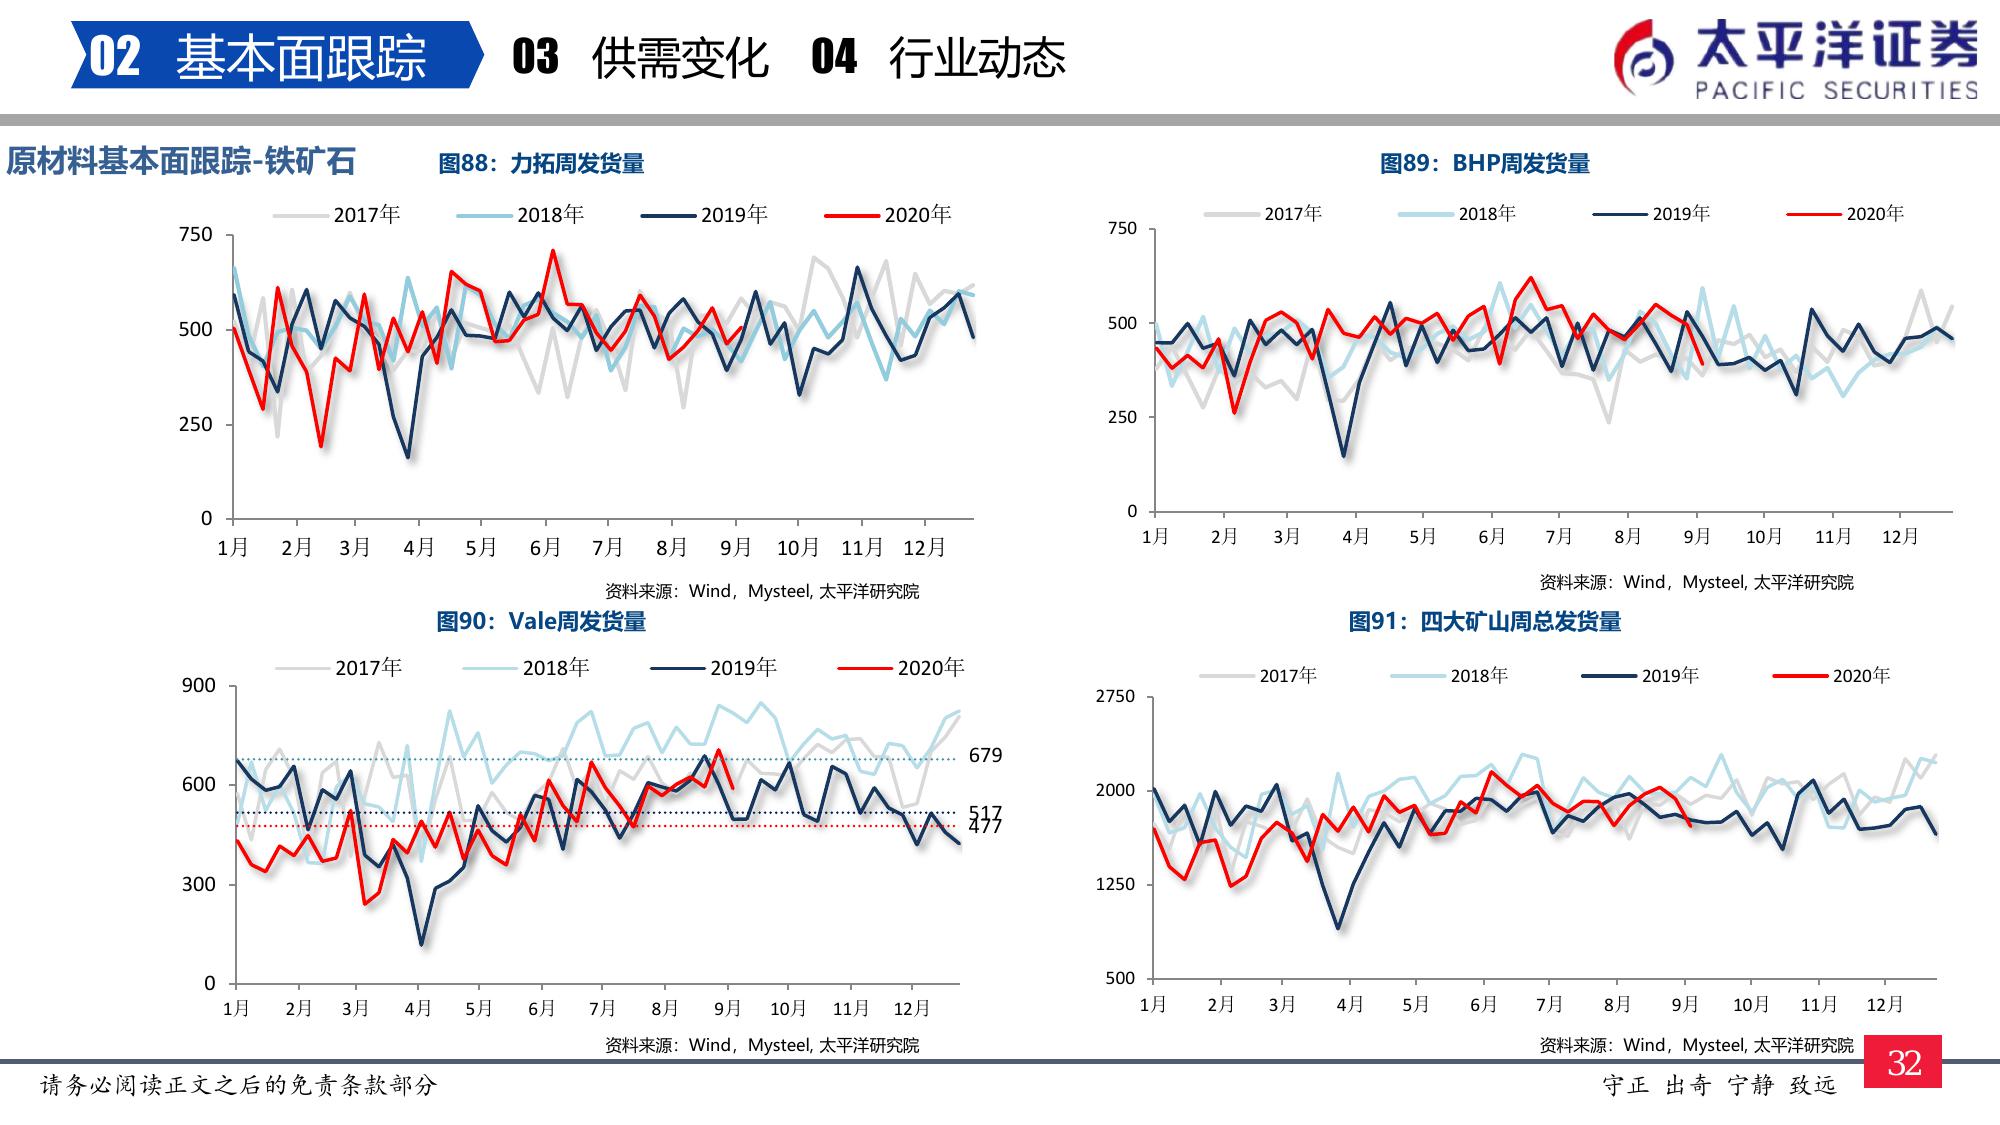 02 基本面跟踪 03 供需变化 04 行业动态
太平洋证券
PACIFIC SECURITIES
原材料基本面跟踪-铁矿石
图88：力拓周发货量
2017年 2018年 2019年 2020年
750
500
250
0
1月 2月 3月 4月 5月 6月 7月 8月 9月 10月 11月 12月
资料来源：Wind，Mysteel, 太平洋研究院
图89：BHP周发货量
2017年 2018年 2019年 2020年
750
500
250
0
1月 2月 3月 4月 5月 6月 7月 8月 9月 10月 11月 12月
资料来源：Wind，Mysteel, 太平洋研究院
图90：Vale周发货量
2017年 2018年 2019年 2020年
900
600
300
0
679
517
477
1月 2月 3月 4月 5月 6月 7月 8月 9月 10月 11月 12月
资料来源：Wind，Mysteel, 太平洋研究院
图91：四大矿山周总发货量
2017年 2018年 2019年 2020年
2750
2000
1250
500
1月 2月 3月 4月 5月 6月 7月 8月 9月 10月 11月 12月
资料来源：Wind，Mysteel, 太平洋研究院
32
请务必阅读正文之后的免责条款部分
守正 出奇 宁静 致远